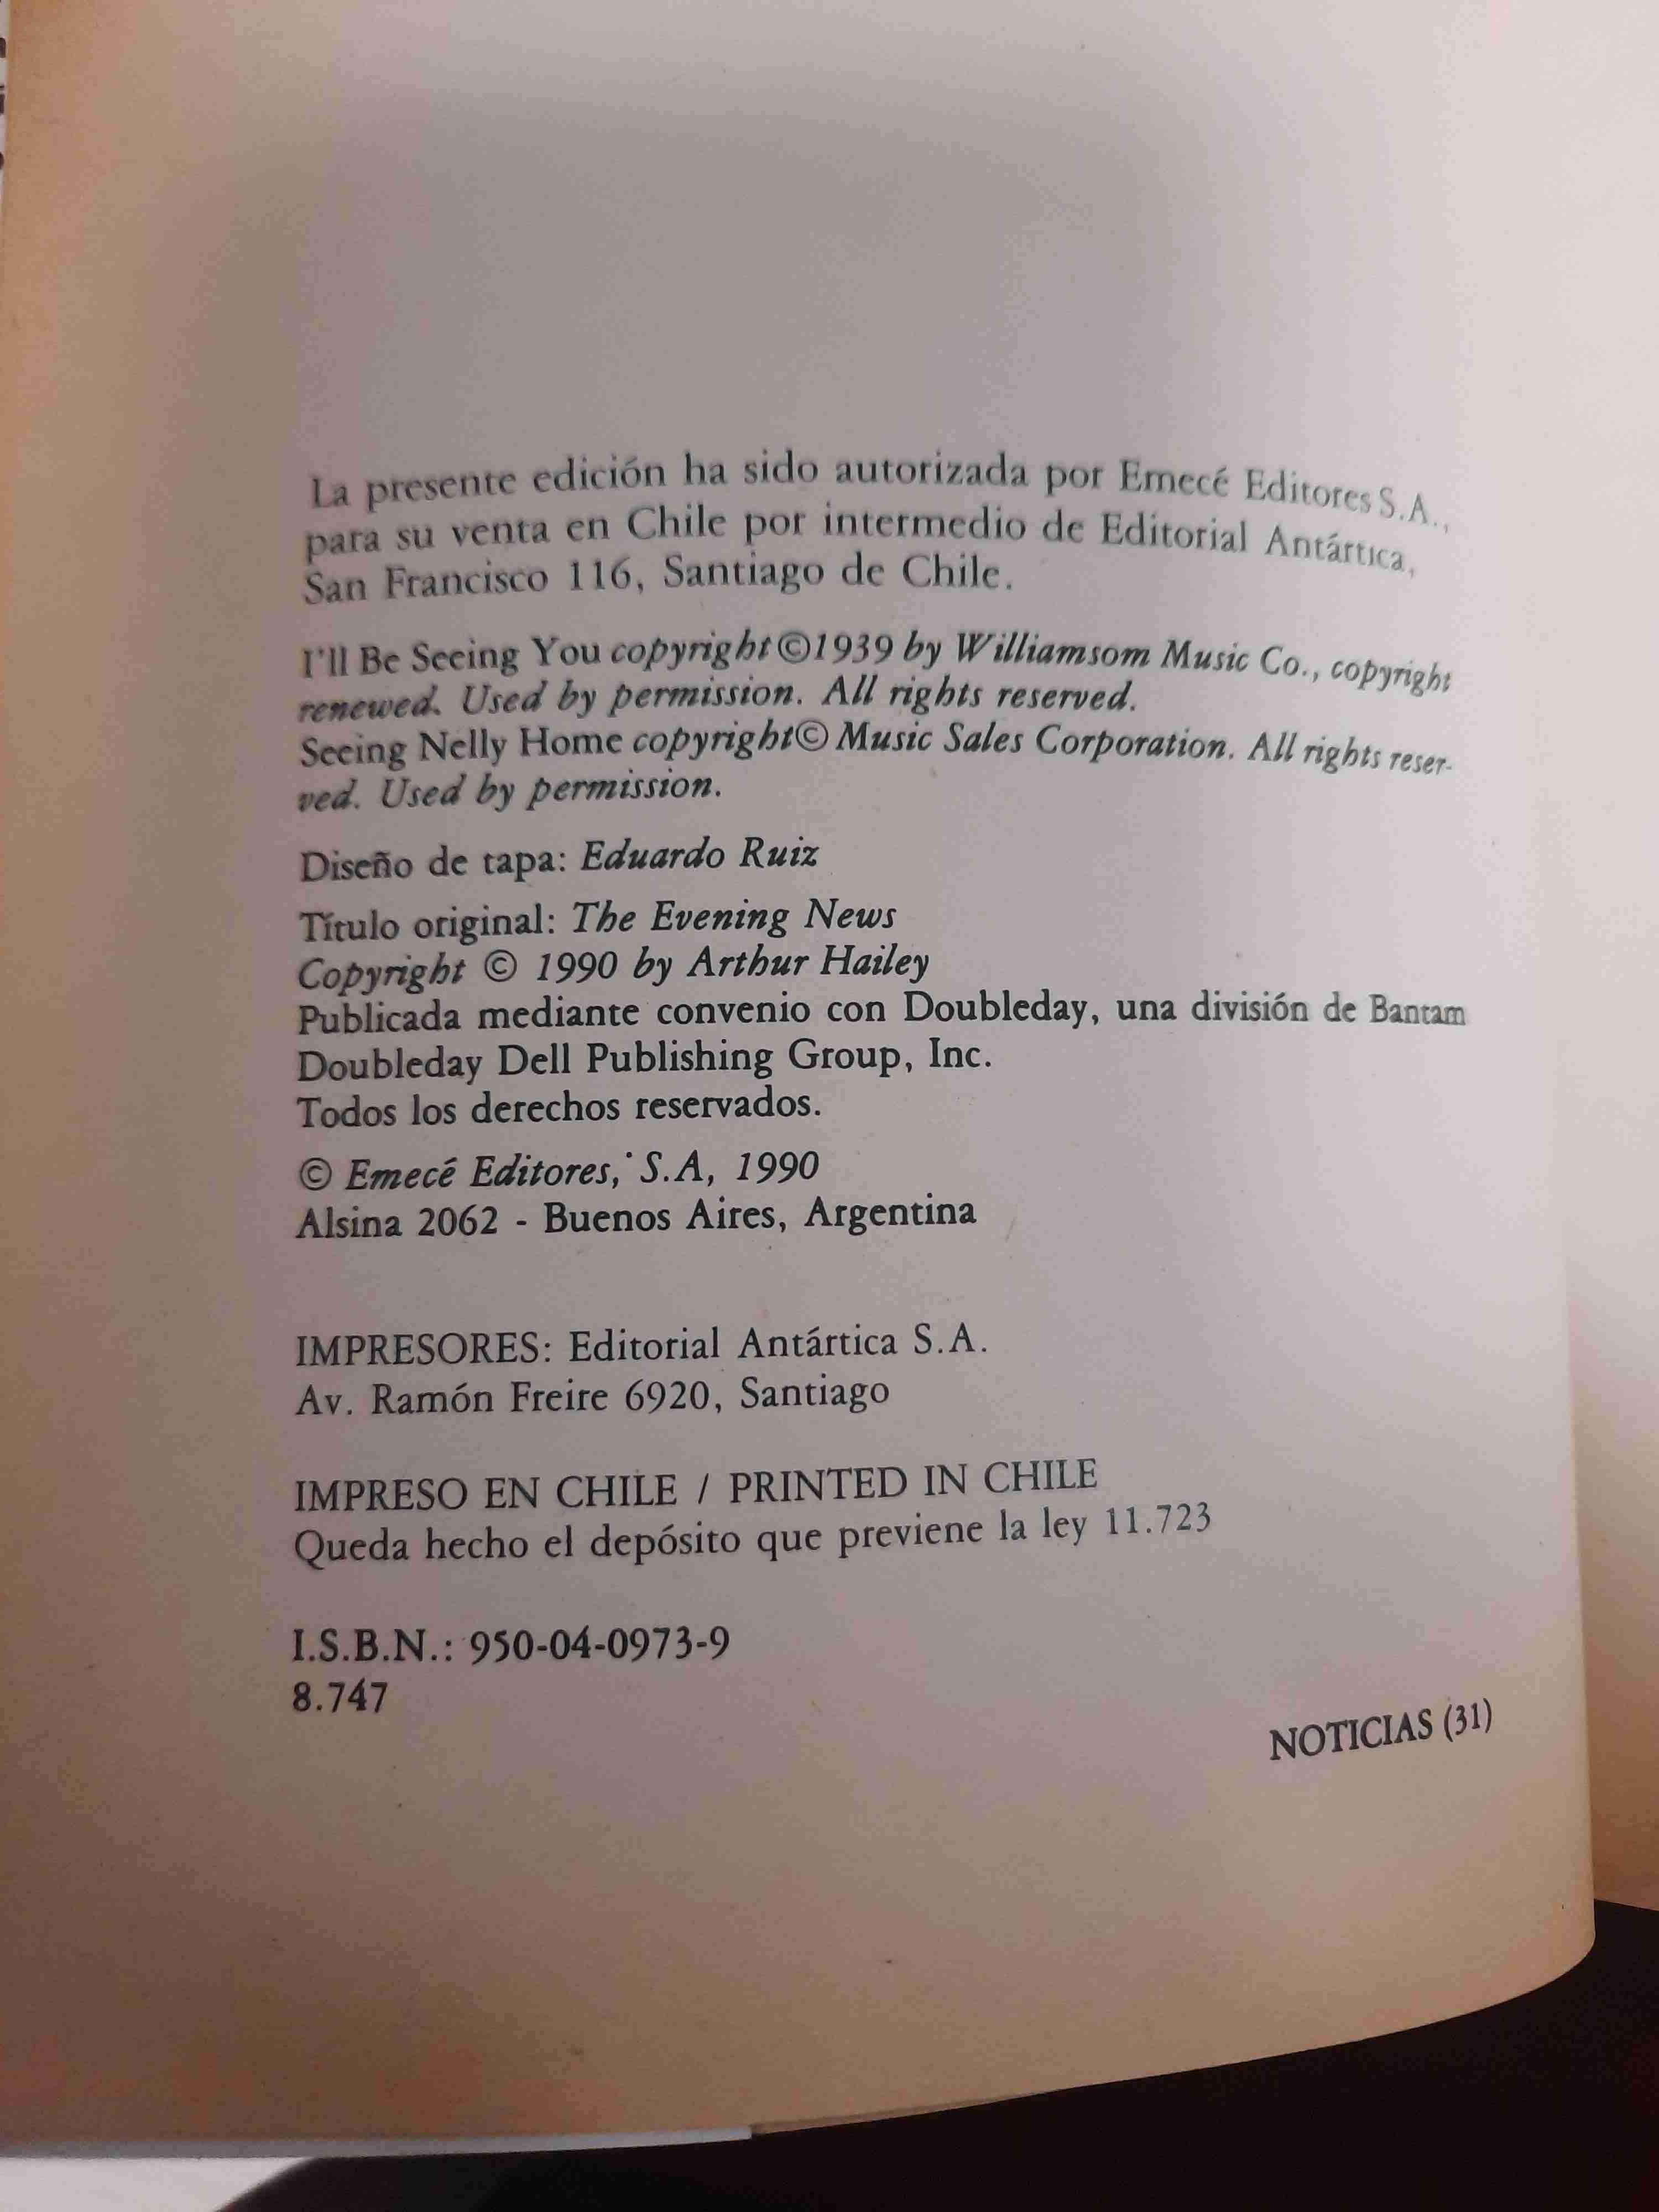 La presente edición ha sido autorizada por Emecé Editores S.A.,
para su venta en Chile por intermedio de Editorial Antártica,
San Francisco 116, Santiago de Chile.
I'll Be Seeing You copyright ©1939 by Williamsom Music Co., copyright
renewed. Used by permission. All rights reserved.
Seeing Nelly Home copyright© Music Sales Corporation. All rights reser-
ved. Used by permission.
Diseño de tapa: Eduardo Ruiz
Título original: The Evening News
Copyright © 1990 by Arthur Hailey
Publicada mediante convenio con Doubleday, una división de Bantam
Doubleday Dell Publishing Group, Inc.
Todos los derechos reservados.
© Emecé Editores, S.A, 1990
Alsina 2062 - Buenos Aires, Argentina
IMPRESORES: Editorial Antártica S.A.
Av. Ramón Freire 6920, Santiago
IMPRESO EN CHILE / PRINTED IN CHILE
Queda hecho el depósito que previene la ley 11.723
I.S.B.N.: 950-04-0973-9
8.747
NOTICIAS (31)